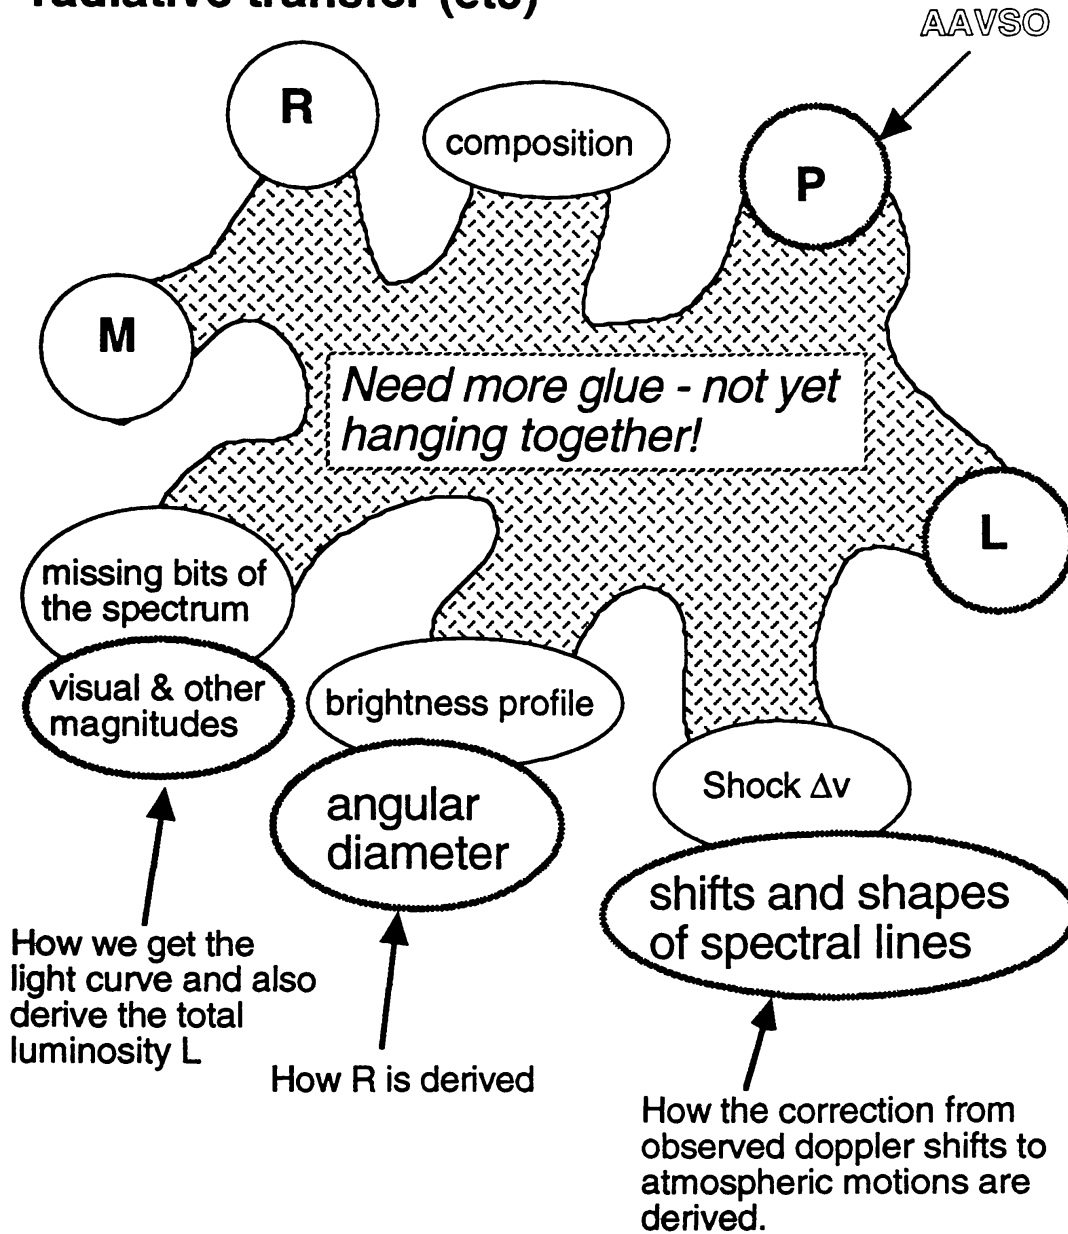 radiative transfer (etc)
AAVSO
R
composition
P
M
Need more glue - not yet
hanging together!
L
missing bits of
the spectrum
visual & other
magnitudes
brightness profile
angular
diameter
Shock Δv
shifts and shapes
of spectral lines
How we get the
light curve and also
derive the total
luminosity L
How R is derived
How the correction from
observed doppler shifts to
atmospheric motions are
derived.